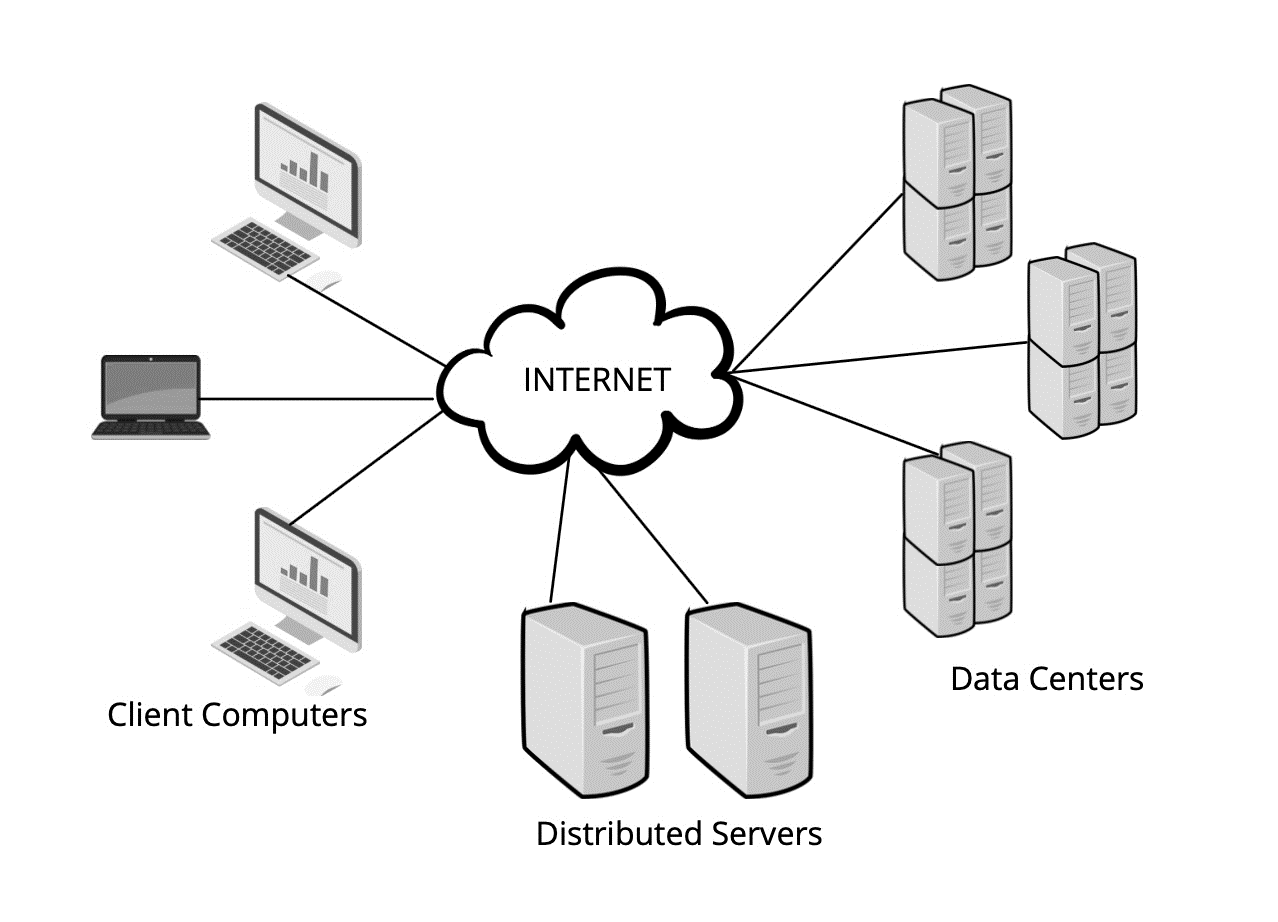 INTERNET
Data Centers
Client Computers
Distributed Servers